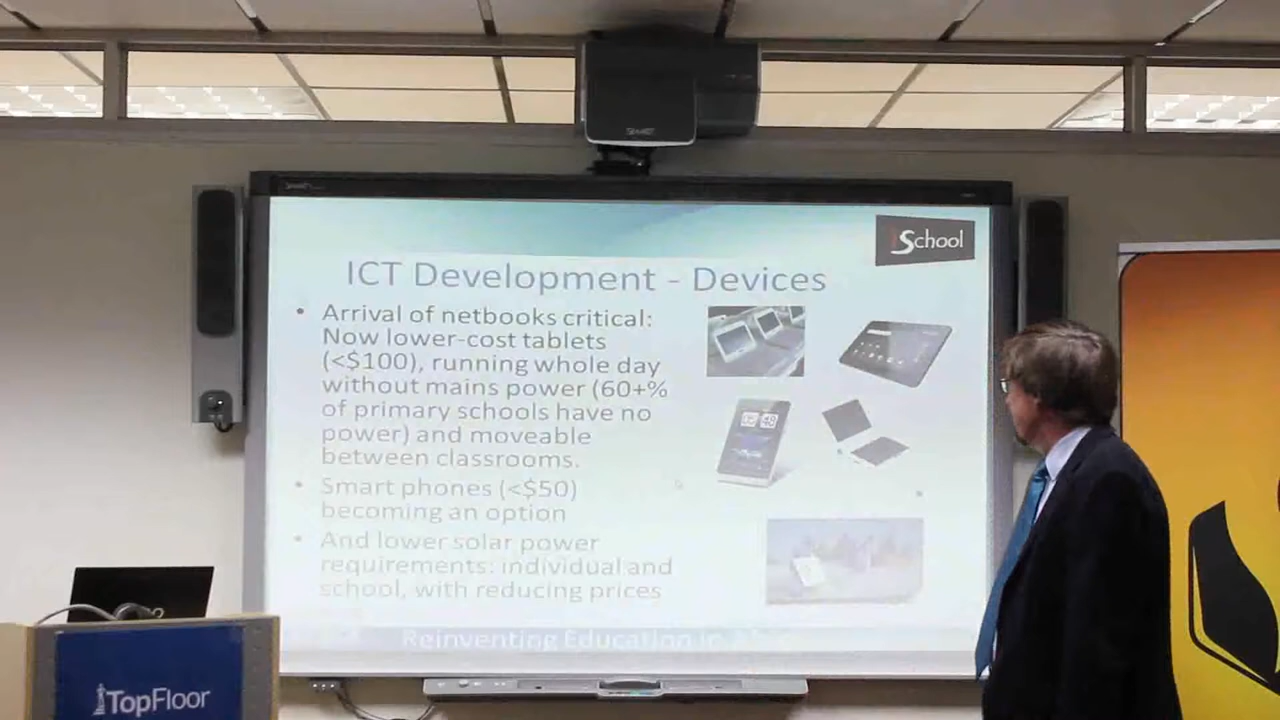 SMART
School
ICT Development - Devices
• Arrival of netbooks critical:
Now lower-cost tablets
(<$100), running whole day
without mains power (60+%
of primary schools have no
power) and moveable
between classrooms.
• Smart phones (<$50)
becoming an option
• And lower solar power
requirements: individual and
school, with reducing prices
Reinventing Education in
TopFloor